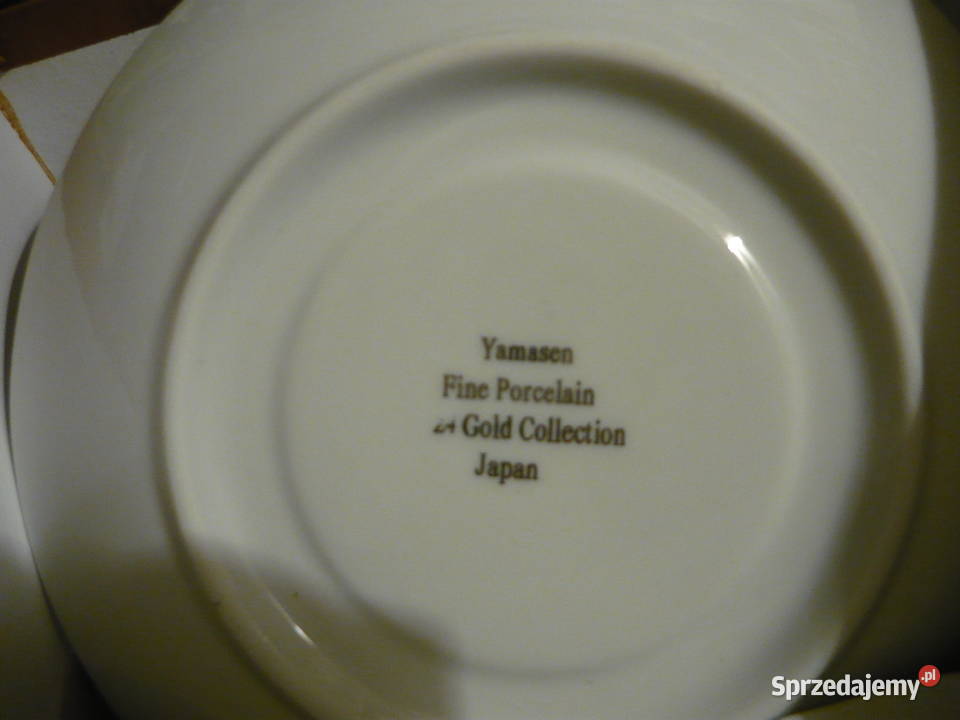 Yamasen
Fine Porcelain
24 Gold Collection
Japan
Sprzedajemy.pl